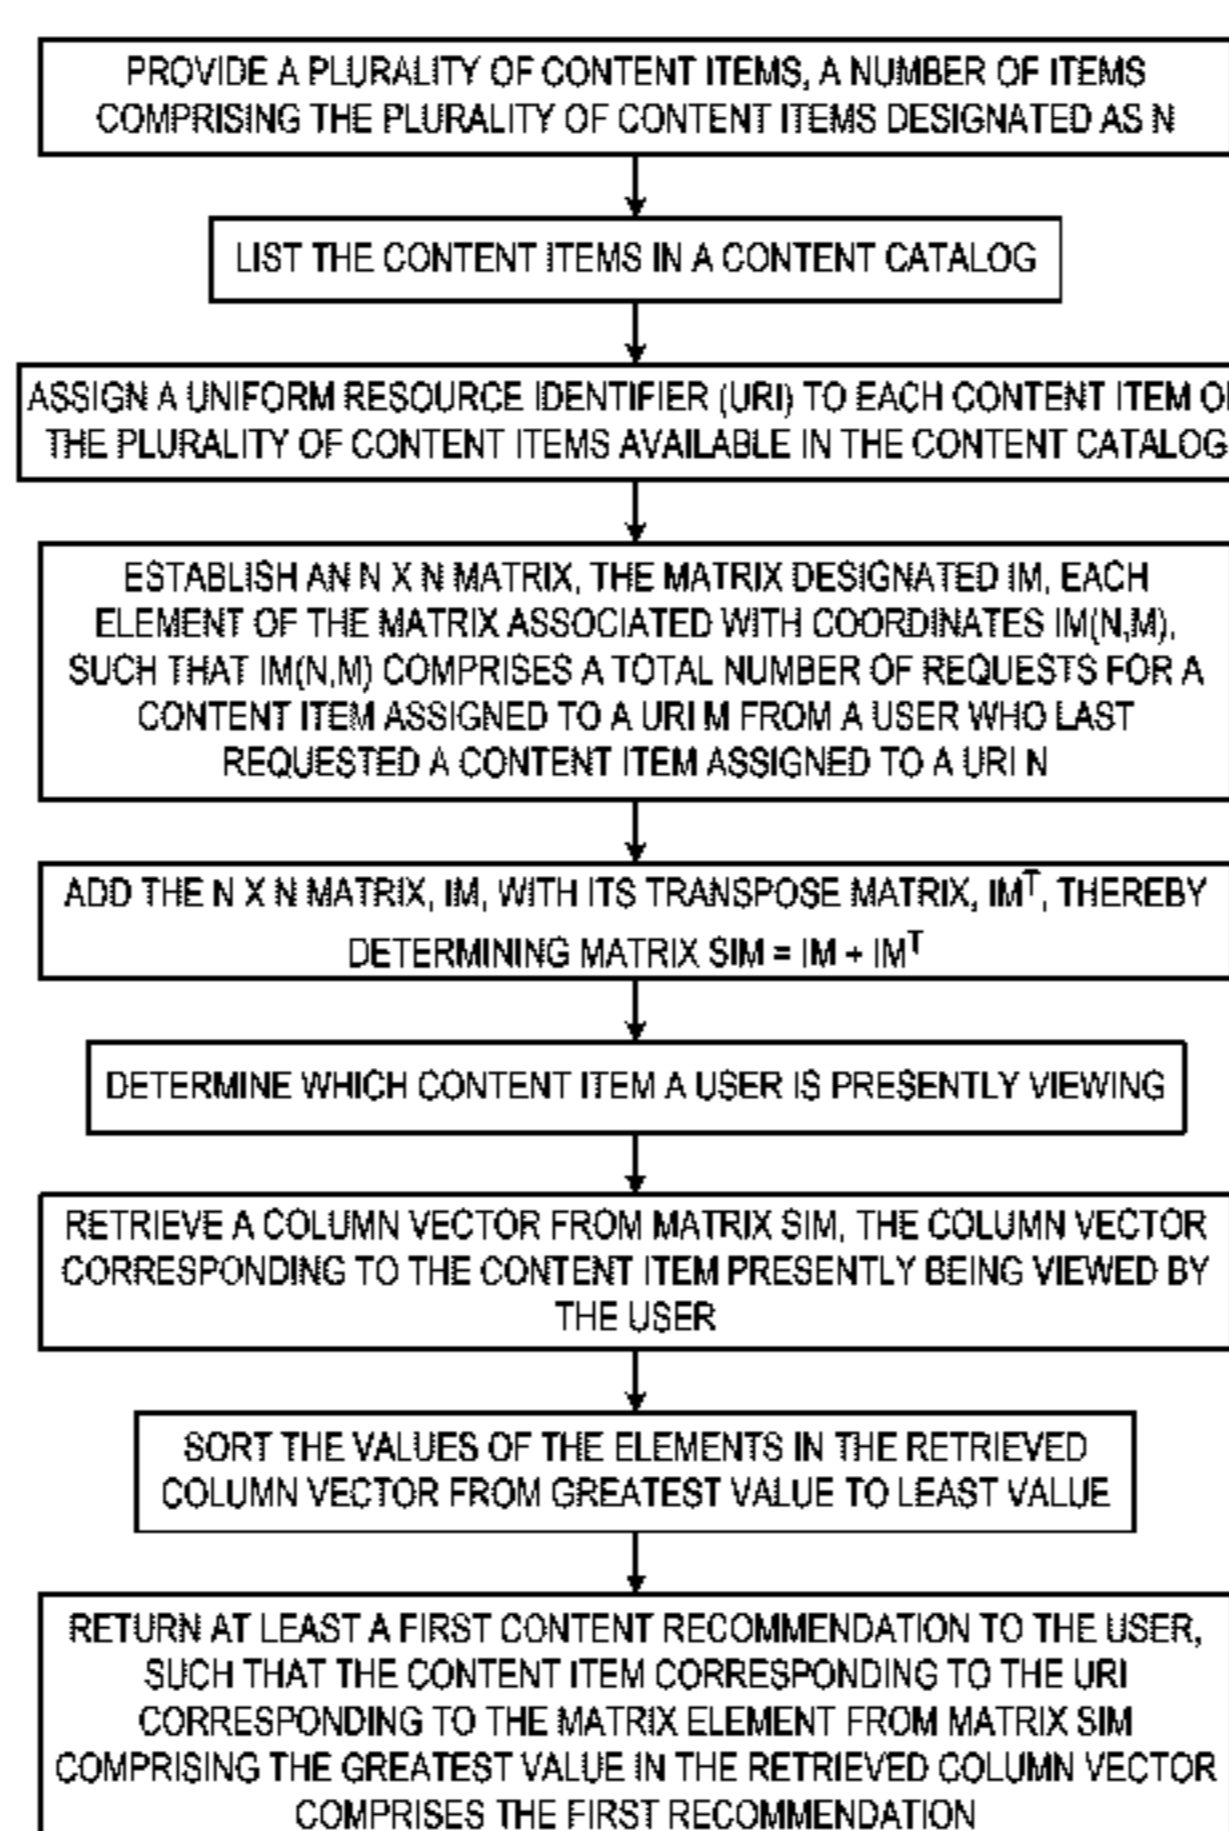 PROVIDE A PLURALITY OF CONTENT ITEMS, A NUMBER OF ITEMS
COMPRISING THE PLURALITY OF CONTENT ITEMS DESIGNATED AS N
LIST THE CONTENT ITEMS IN A CONTENT CATALOG
ASSIGN A UNIFORM RESOURCE IDENTIFIER (URI) TO EACH CONTENT ITEM
THE PLURALITY OF CONTENT ITEMS AVAILABLE IN THE CONTENT CATALOG
ESTABLISH AN N X N MATRIX, THE MATRIX DESIGNATED IM, EACH
ELEMENT OF THE MATRIX ASSOCIATED WITH COORDINATES IM(N,M),
SUCH THAT IM(N,M) COMPRISES A TOTAL NUMBER OF REQUESTS FOR A
CONTENT ITEM ASSIGNED TO A URI M FROM A USER WHO LAST
REQUESTED A CONTENT ITEM ASSIGNED TO A URI N
ADD THE N X N MATRIX, IM, WITH ITS TRANSPOSE MATRIX, IMᵀ, THEREBY
DETERMINING MATRIX SIM = IM + IMᵀ
DETERMINE WHICH CONTENT ITEM A USER IS PRESENTLY VIEWING
RETRIEVE A COLUMN VECTOR FROM MATRIX SIM, THE COLUMN VECTOR
CORRESPONDING TO THE CONTENT ITEM PRESENTLY BEING VIEWED BY
THE USER
SORT THE VALUES OF THE ELEMENTS IN THE RETRIEVED
COLUMN VECTOR FROM GREATEST VALUE TO LEAST VALUE
RETURN AT LEAST A FIRST CONTENT RECOMMENDATION TO THE USER,
SUCH THAT THE CONTENT ITEM CORRESPONDING TO THE URI
CORRESPONDING TO THE MATRIX ELEMENT FROM MATRIX SIM
COMPRISING THE GREATEST VALUE IN THE RETRIEVED COLUMN VECTOR
COMPRISES THE FIRST RECOMMENDATION